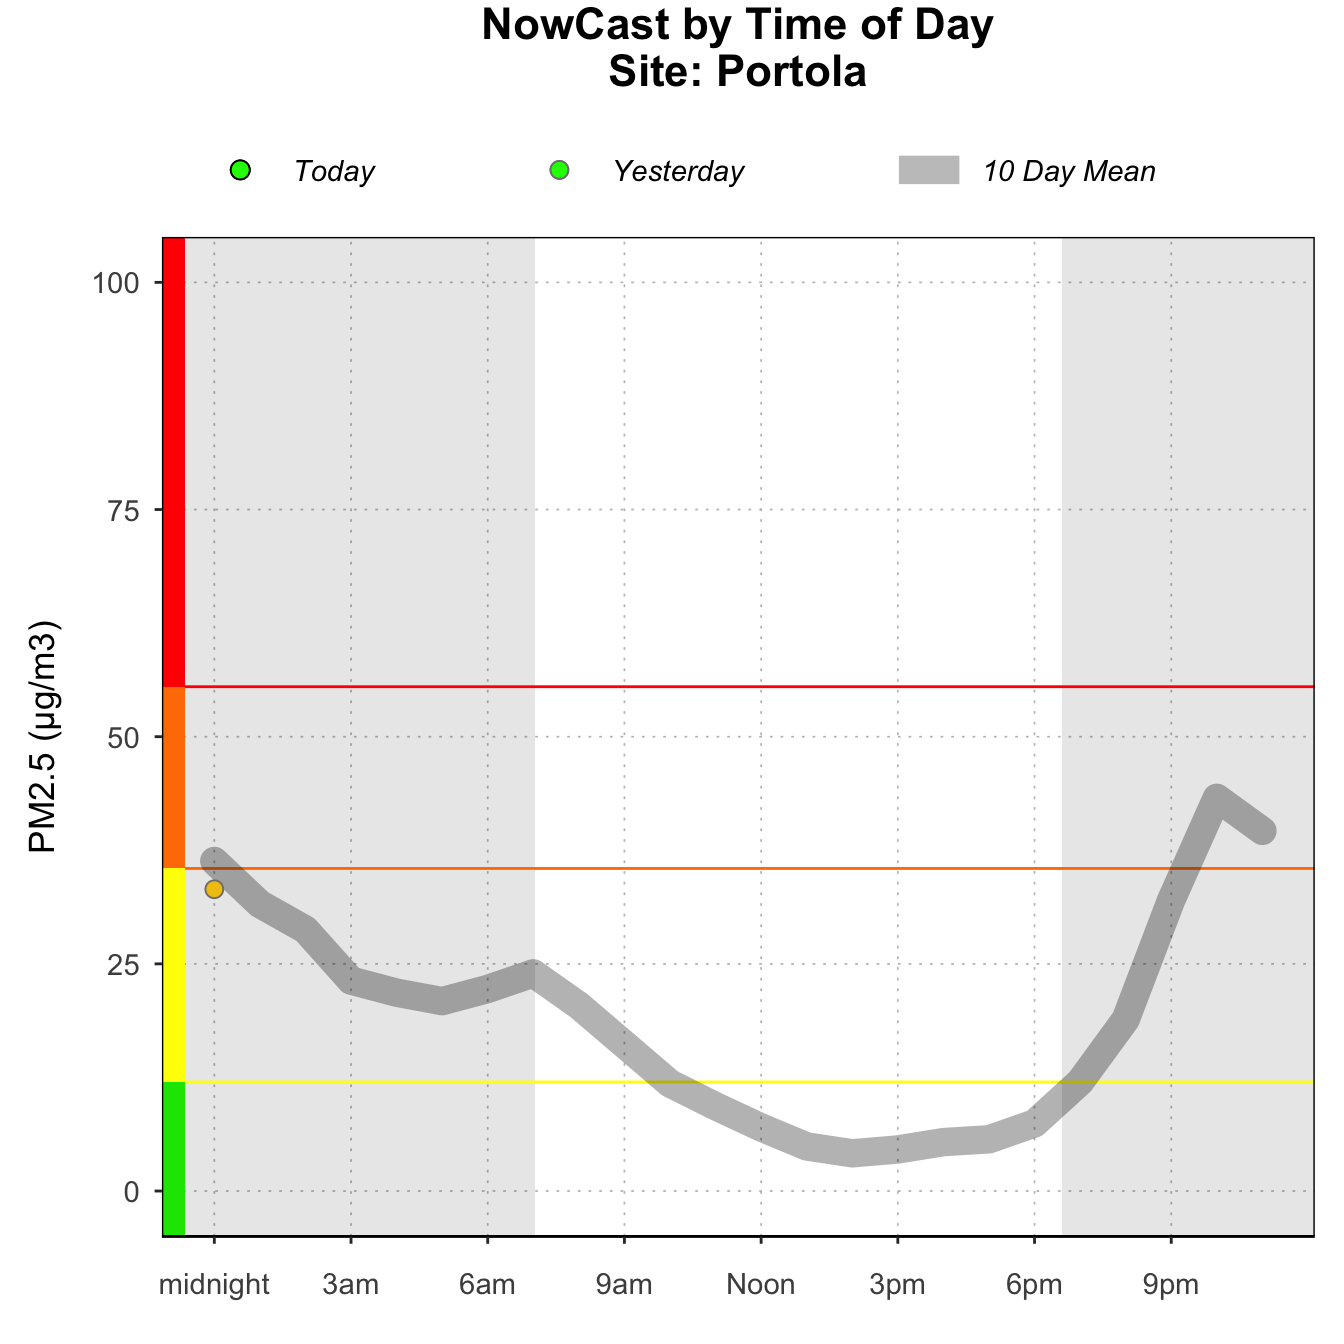 NowCast by Time of Day
Site: Portola
Today
Yesterday
10 Day Mean
PM2.5 (µg/m3)
100
75
50
25
0
midnight 3am 6am 9am Noon 3pm 6pm 9pm